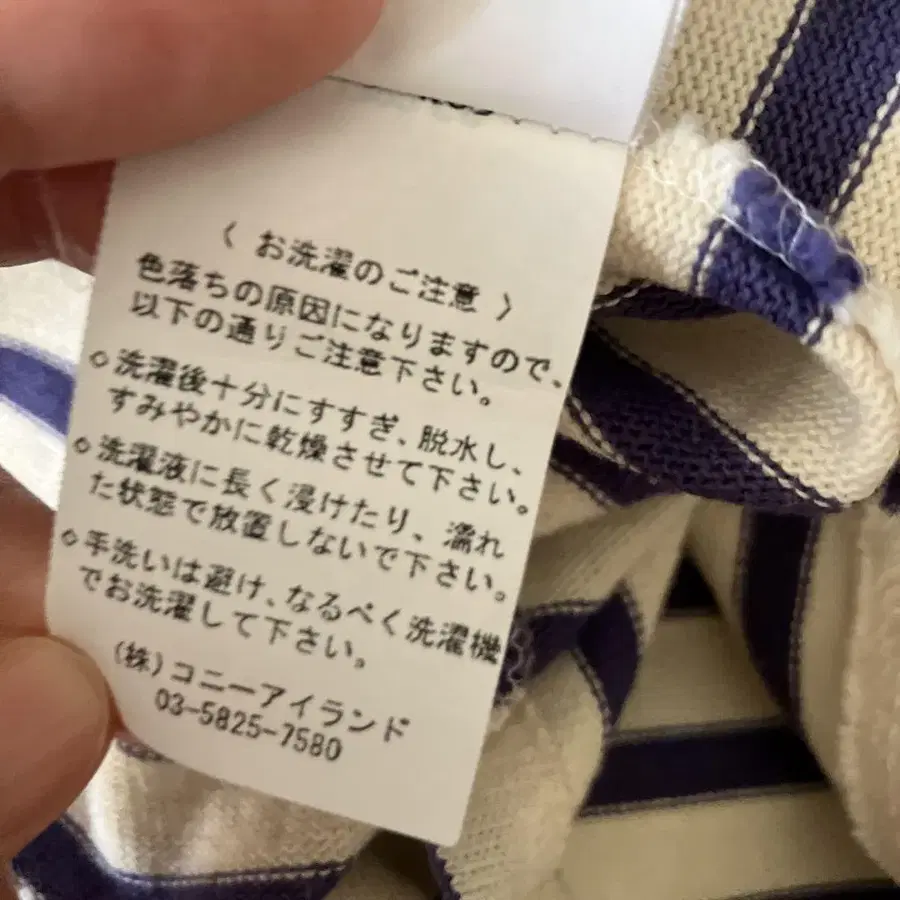 〈 お洗濯のご注意 〉
色落ちの原因になりますので、
以下の通りご注意下さい。
◇洗濯後十分にすすぎ、脱水し、
すみやかに乾燥させて下さい。
◇洗濯液に長く浸けたり、濡れ
た状態で放置しないで下さい。
◇手洗いは避け、なるべく洗濯機
でお洗濯して下さい。
(株)コニーアイランド
03-5825-7580